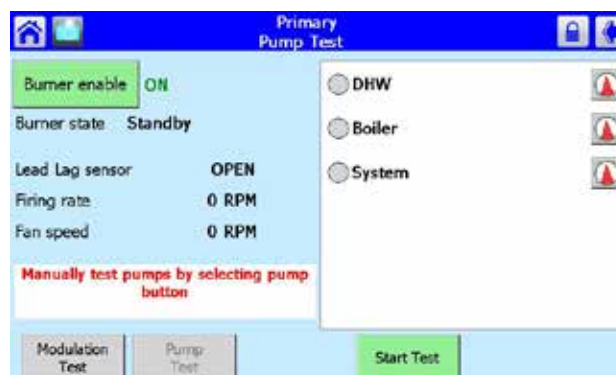 Primary
Pump Test
Burner enable ON
Burner state Standby
Lead Lag sensor OPEN
Firing rate 0 RPM
Fan speed 0 RPM
Manually test pumps by selecting pump
button
DHW
Boiler
System
Modulation
Test
Pump
Test
Start Test